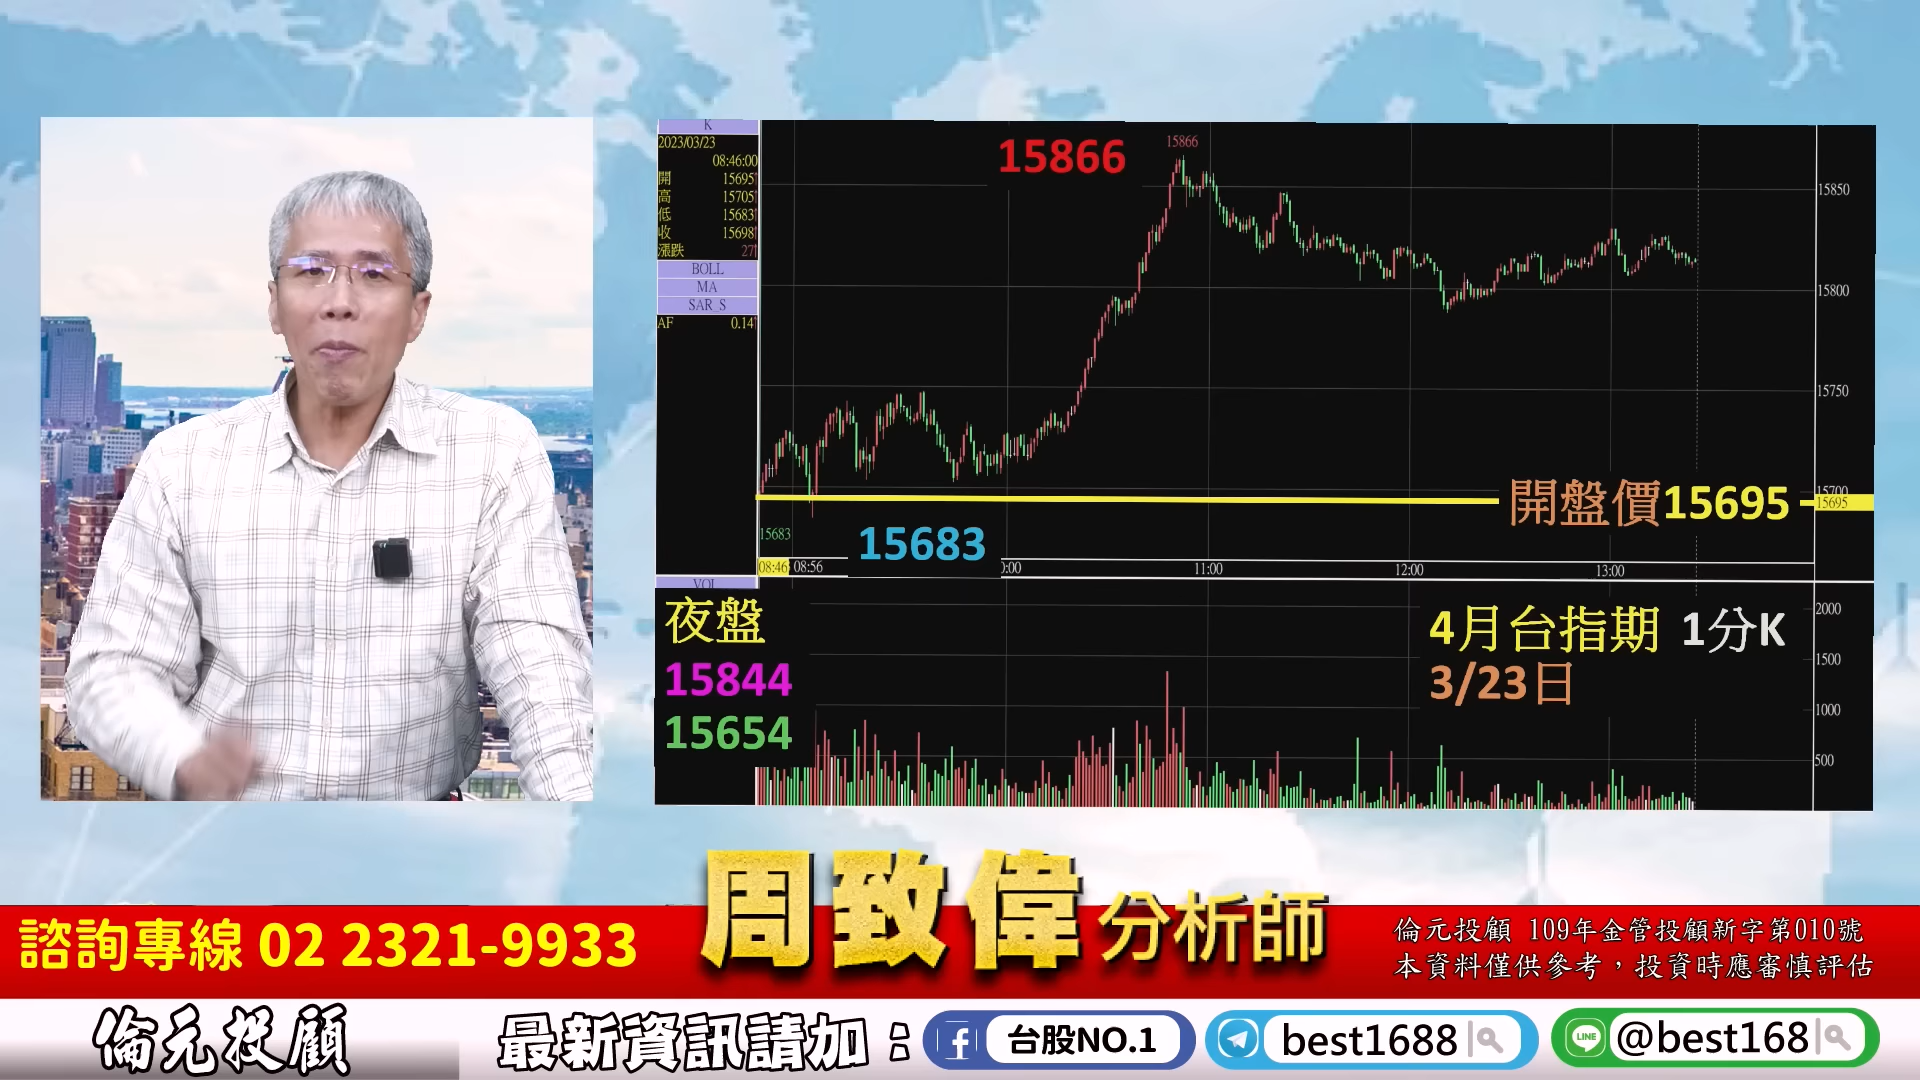 K
2023/03/23
08:46:00
開 15695
高 15705
低 15683
收 15698
漲跌 27
BOLL
MA
SAR_S
AF 0.14
15866
15866
15850
15800
15750
15700
15695
開盤價15695
15683
15683
08:46 08:56 11:00 12:00 13:00
VOL
夜盤
15844
15654
4月台指期 1分K
3/23日
2000
1500
1000
500
周致偉 分析師
諮詢專線 02 2321-9933
倫元投顧 109年金管投顧新字第010號
本資料僅供參考,投資時應審慎評估
倫元投顧
最新資訊請加:
台股NO.1
best1688
LINE
@best168